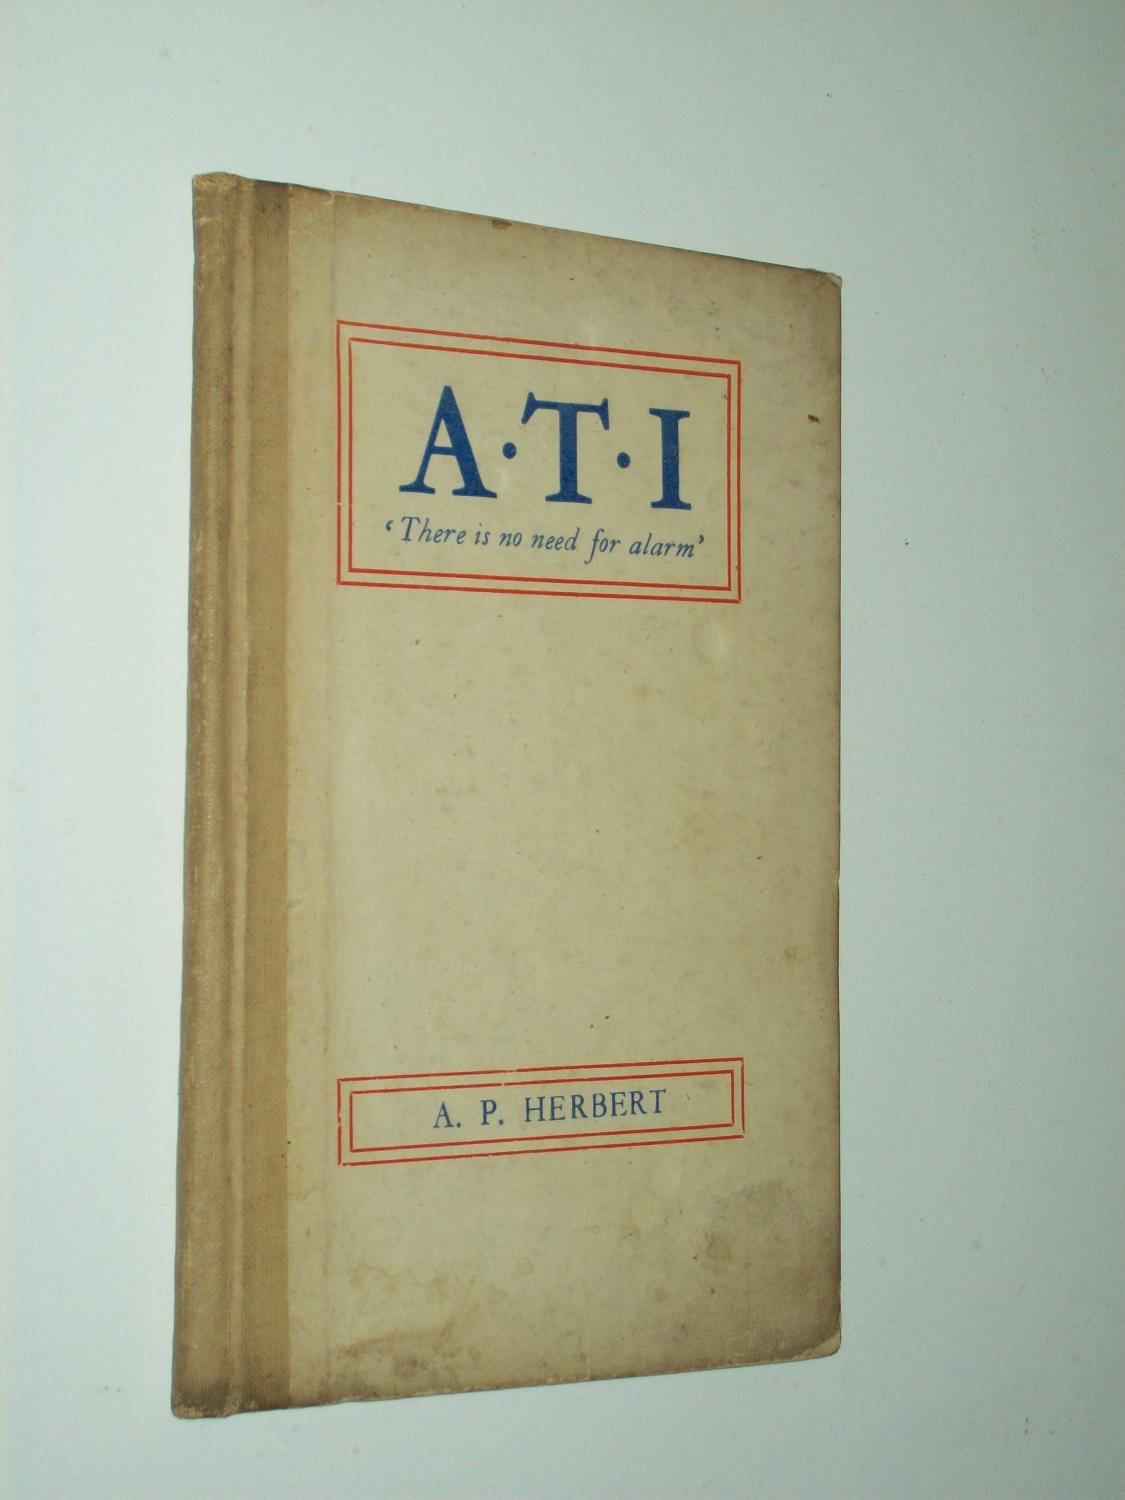 A·T·I
‘There is no need for alarm’
A. P. HERBERT